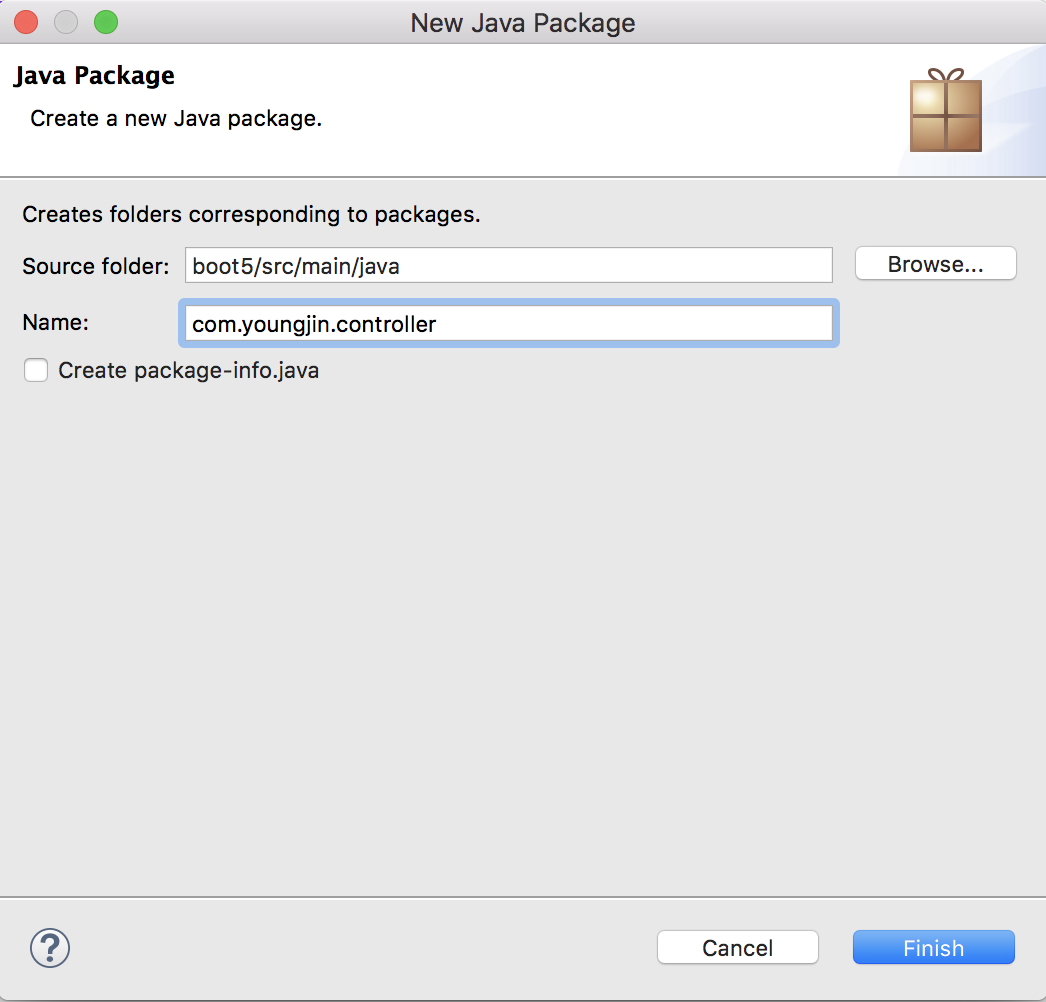 New Java Package
Java Package
Create a new Java package.
Creates folders corresponding to packages.
Source folder: boot5/src/main/java Browse...
Name: com.youngjin.controller
Create package-info.java
? Cancel Finish